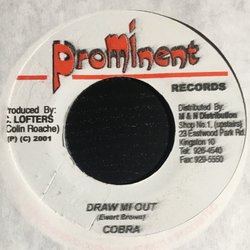 Prominent
RECORDS
Produced By:
C. LOFTERS
(Colin Roache)
(P) (C) 2001
Distributed By:
M & N Distribution
Shop No.1, (upstairs)
23 Eastwood Park Rd.
Kingston 10
Tel: 926-4540
Fax: 929-5550
DRAW MI OUT
(Ewart Brown)
COBRA